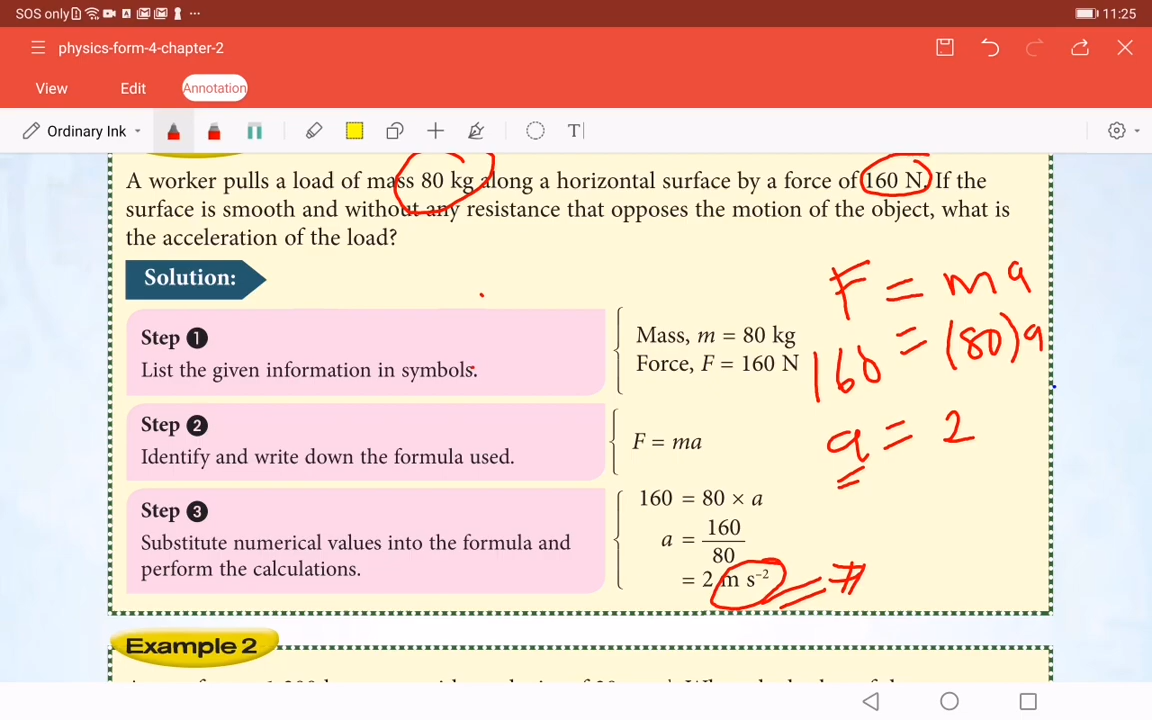 SOS only 11:25
physics-form-4-chapter-2
View Edit Annotation
Ordinary Ink T
A worker pulls a load of mass 80 kg along a horizontal surface by a force of 160 N. If the
surface is smooth and without any resistance that opposes the motion of the object, what is
the acceleration of the load?
Solution:
Step 1
List the given information in symbols.
Mass, m = 80 kg
Force, F = 160 N
F = ma
160 = (80)a
a = 2
Step 2
Identify and write down the formula used.
F = ma
Step 3
Substitute numerical values into the formula and
perform the calculations.
160 = 80 × a
a = 160/80
= 2 m s⁻²
Example 2